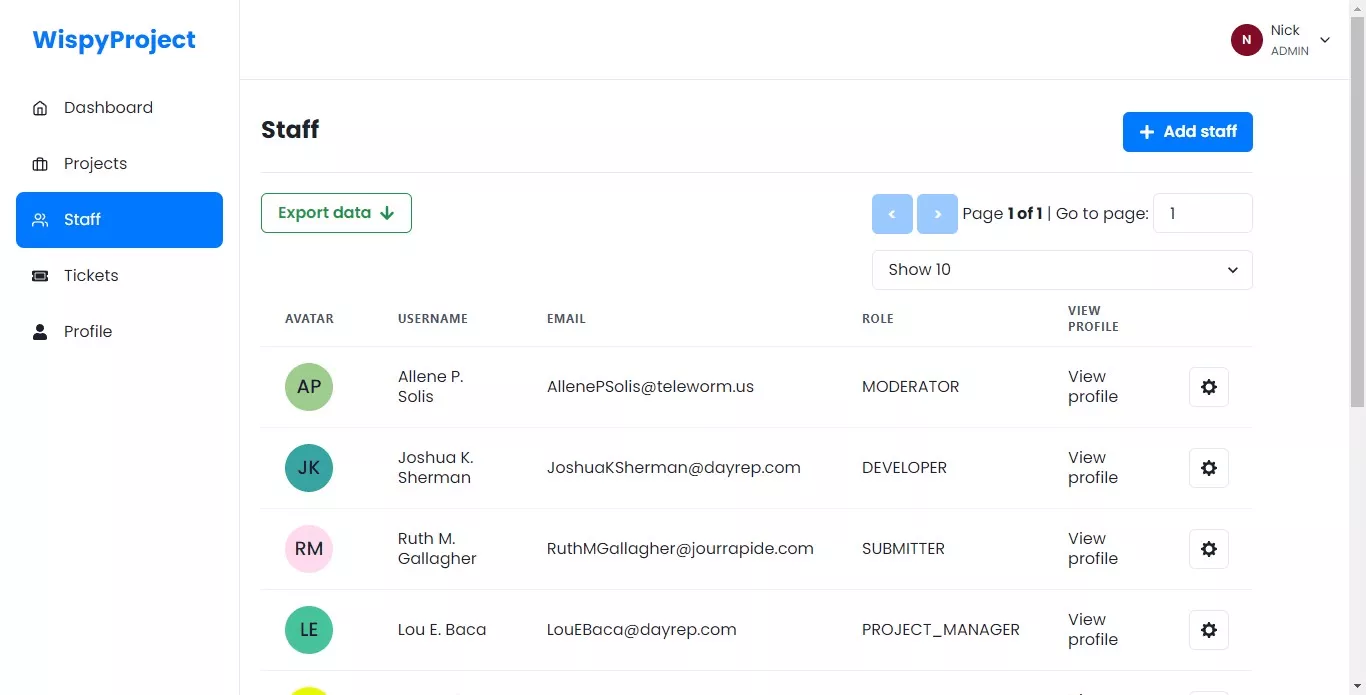 WispyProject
N
Nick
ADMIN
Dashboard
Projects
Staff
Tickets
Profile
Staff
+ Add staff
Export data ↓
< > Page 1 of 1 | Go to page: 1
Show 10
AVATAR USERNAME EMAIL ROLE VIEW
PROFILE
AP Allene P.
Solis AllenePSolis@teleworm.us MODERATOR View
profile
JK Joshua K.
Sherman JoshuaKSherman@dayrep.com DEVELOPER View
profile
RM Ruth M.
Gallagher RuthMGallagher@jourrapide.com SUBMITTER View
profile
LE Lou E. Baca LouEBaca@dayrep.com PROJECT_MANAGER View
profile